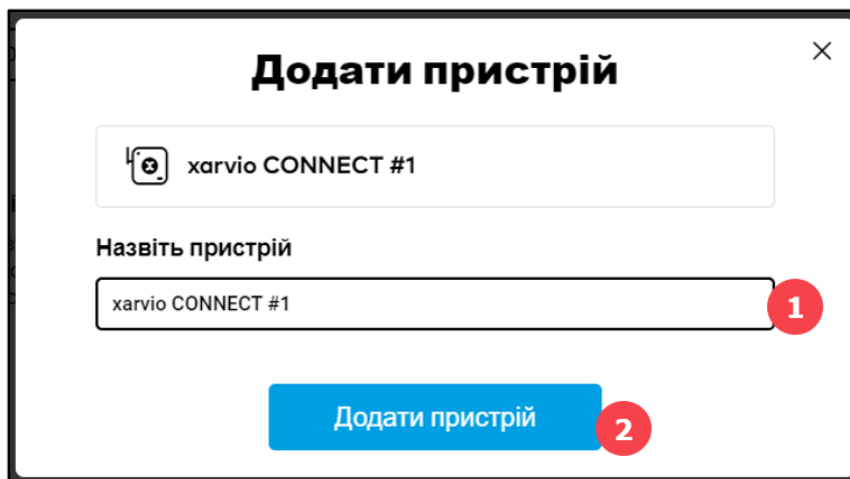 Додати пристрій
xarvio CONNECT #1
Назвіть пристрій
xarvio CONNECT #1
1
Додати пристрій
2